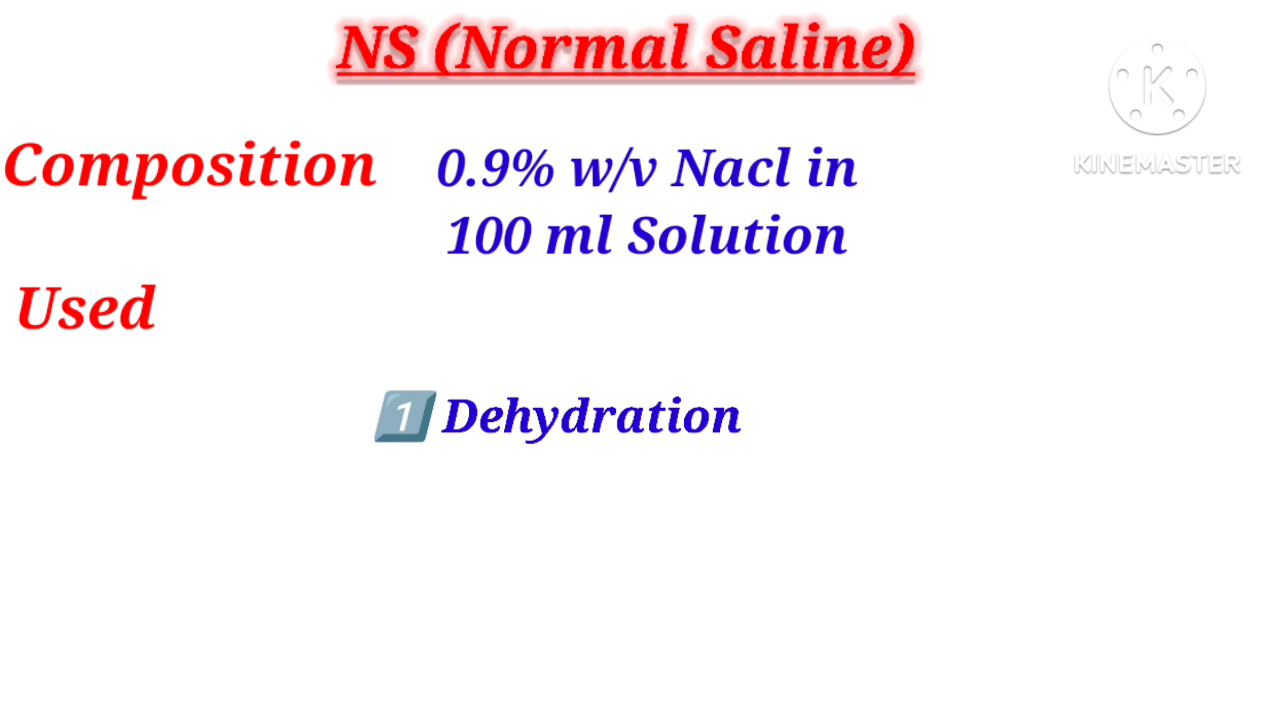 NS (Normal Saline)
Composition 0.9% w/v Nacl in
100 ml Solution
Used
1 Dehydration
K
KINEMASTER